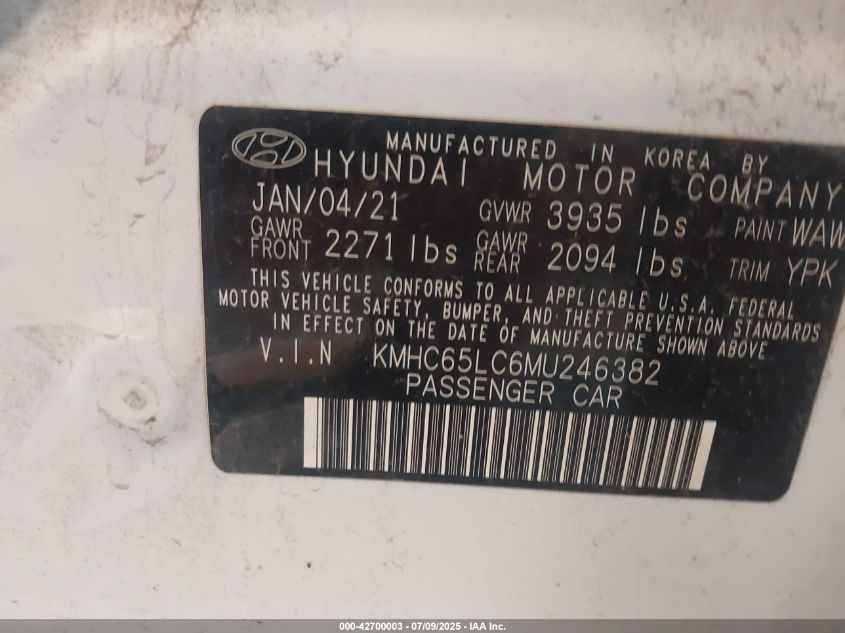 MANUFACTURED IN KOREA BY
HYUNDAI MOTOR COMPANY
JAN/04/21 GVWR 3935 lbs PAINT WAW
GAWR FRONT 2271 lbs GAWR REAR 2094 lbs TRIM YPK
THIS VEHICLE CONFORMS TO ALL APPLICABLE U.S.A. FEDERAL
MOTOR VEHICLE SAFETY, BUMPER, AND THEFT PREVENTION STANDARDS
IN EFFECT ON THE DATE OF MANUFACTURE SHOWN ABOVE
V.I.N KMHC65LC6MU246382
PASSENGER CAR
000-42700003 - 07/09/2025 - IAA Inc.